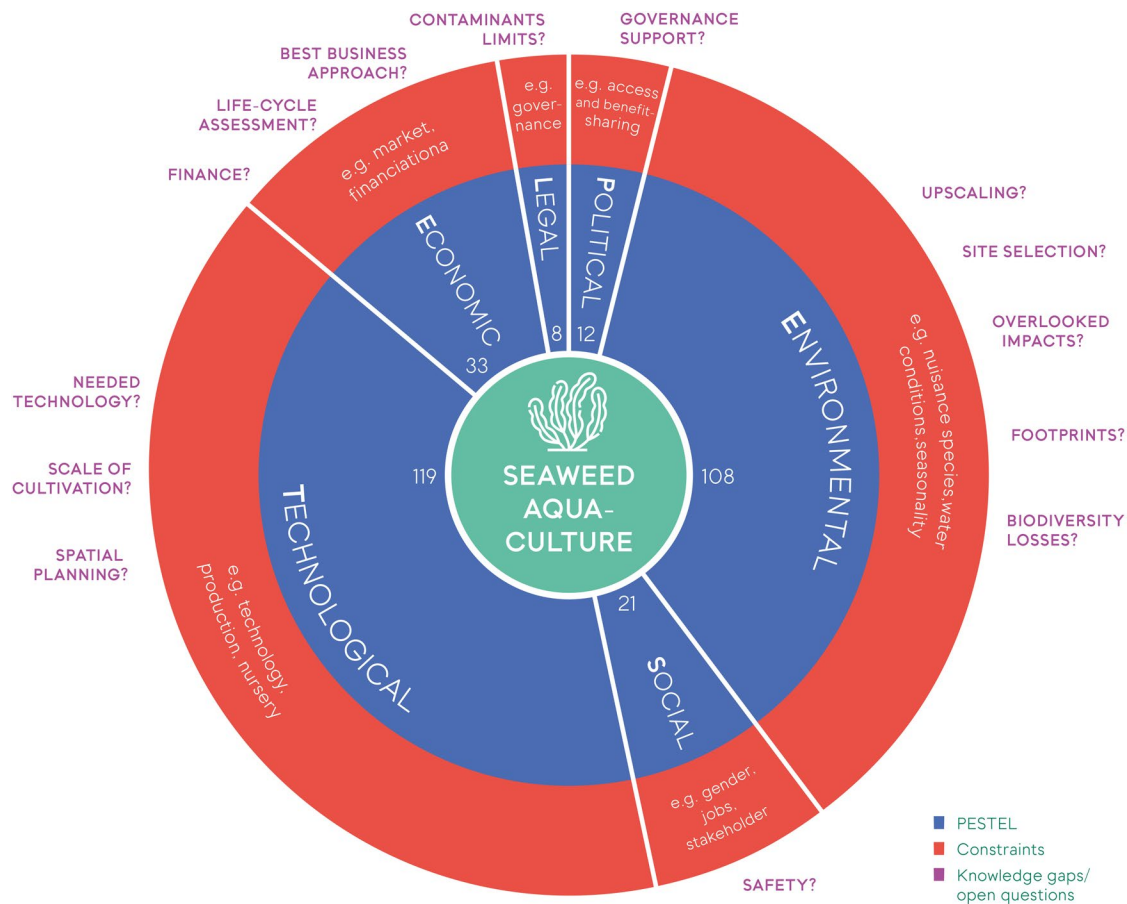 CONTAMINANTS
LIMITS?
GOVERNANCE
SUPPORT?
BEST BUSINESS
APPROACH?
LIFE-CYCLE
ASSESSMENT?
FINANCE?
e.g.
gover-
nance
e.g. access
and benefit-
sharing
e.g. market,
financiationa
LEGAL
8
POLITICAL
12
ECONOMIC
33
UPSCALING?
SITE SELECTION?
OVERLOOKED
IMPACTS?
FOOTPRINTS?
BIODIVERSITY
LOSSES?
e.g. nuisance species,water
conditions,seasonality
ENVIRONMENTAL
108
SEAWEED
AQUA-
CULTURE
119
TECHNOLOGICAL
e.g. technology,
production, nursery
NEEDED
TECHNOLOGY?
SCALE OF
CULTIVATION?
SPATIAL
PLANNING?
21
SOCIAL
e.g. gender,
jobs,
stakeholder
SAFETY?
PESTEL
Constraints
Knowledge gaps/
open questions